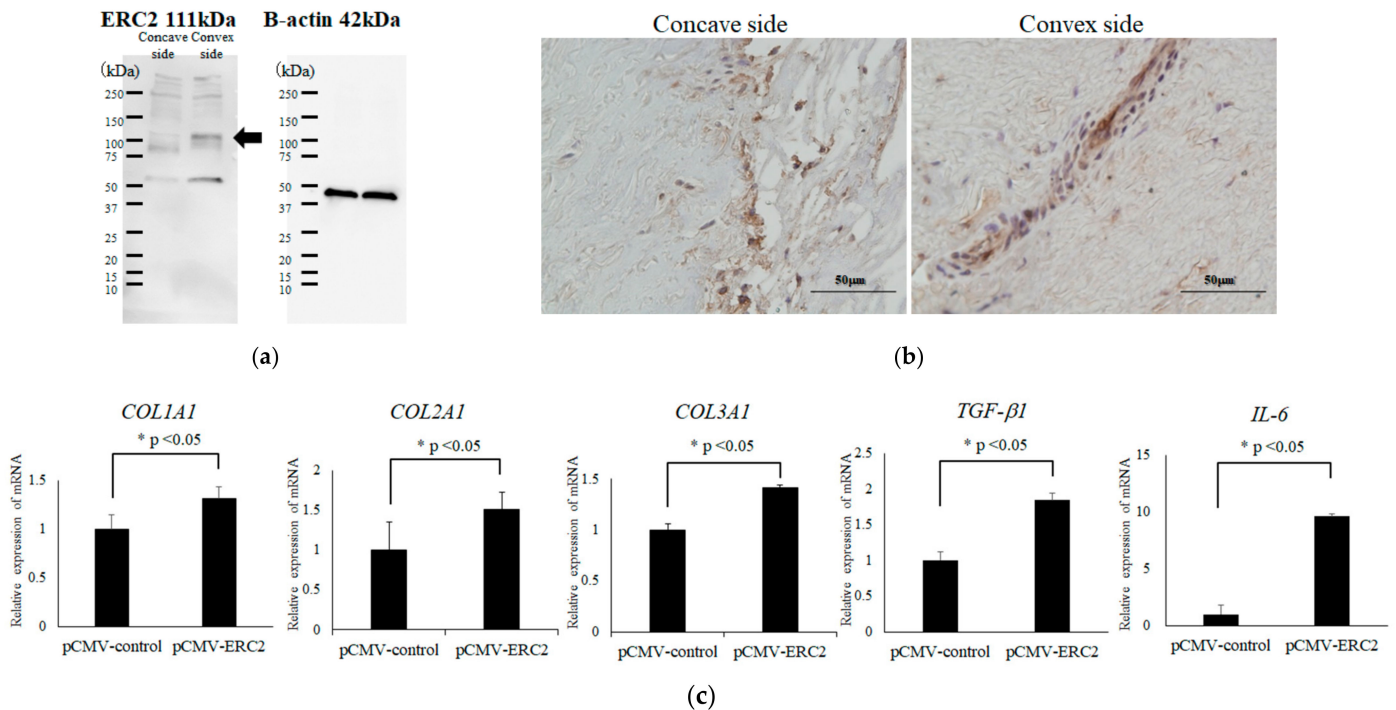 ERC2 111kDa
B-actin 42kDa
Concave side
Convex side
Concave Convex
side side
(kDa)
(kDa)
250
150
100
75
50
37
25
20
15
10
250
150
100
75
50
37
25
20
15
10
50μm
50μm
(a)
(b)
COL1A1
COL2A1
COL3A1
TGF-β1
IL-6
* p <0.05
* p <0.05
* p <0.05
* p <0.05
* p <0.05
Relative expression of mRNA
1.5
1
0.5
0
pCMV-control pCMV-ERC2
Relative expression of mRNA
2
1.5
1
0.5
0
pCMV-control pCMV-ERC2
Relative expression of mRNA
1.5
1
0.5
0
pCMV-control pCMV-ERC2
Relative expression of mRNA
2.5
2
1.5
1
0.5
0
pCMV-control pCMV-ERC2
Relative expression of mRNA
15
10
5
0
pCMV-control pCMV-ERC2
(c)